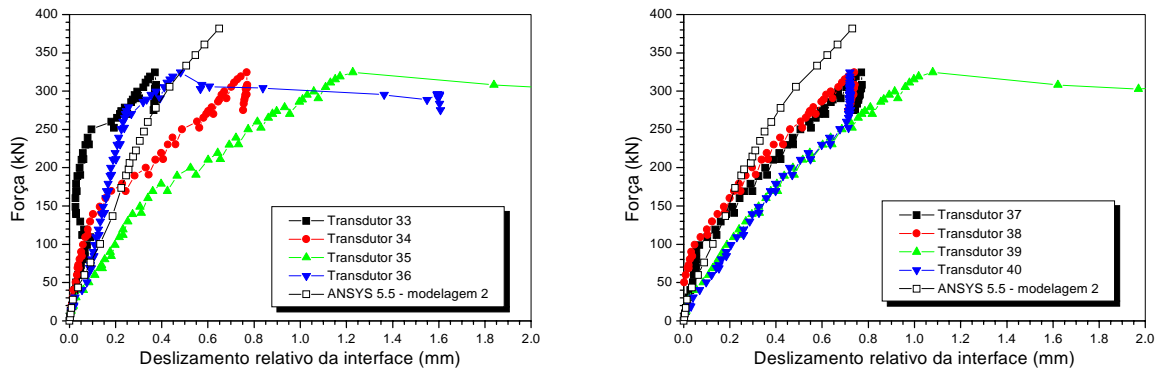 400
350
300
250
200
150
100
50
0
Força (kN)
0.0 0.2 0.4 0.6 0.8 1.0 1.2 1.4 1.6 1.8 2.0
Deslizamento relativo da interface (mm)
Transdutor 33
Transdutor 34
Transdutor 35
Transdutor 36
ANSYS 5.5 - modelagem 2
400
350
300
250
200
150
100
50
0
Força (kN)
0.0 0.2 0.4 0.6 0.8 1.0 1.2 1.4 1.6 1.8 2.0
Deslizamento relativo da interface (mm)
Transdutor 37
Transdutor 38
Transdutor 39
Transdutor 40
ANSYS 5.5 - modelagem 2